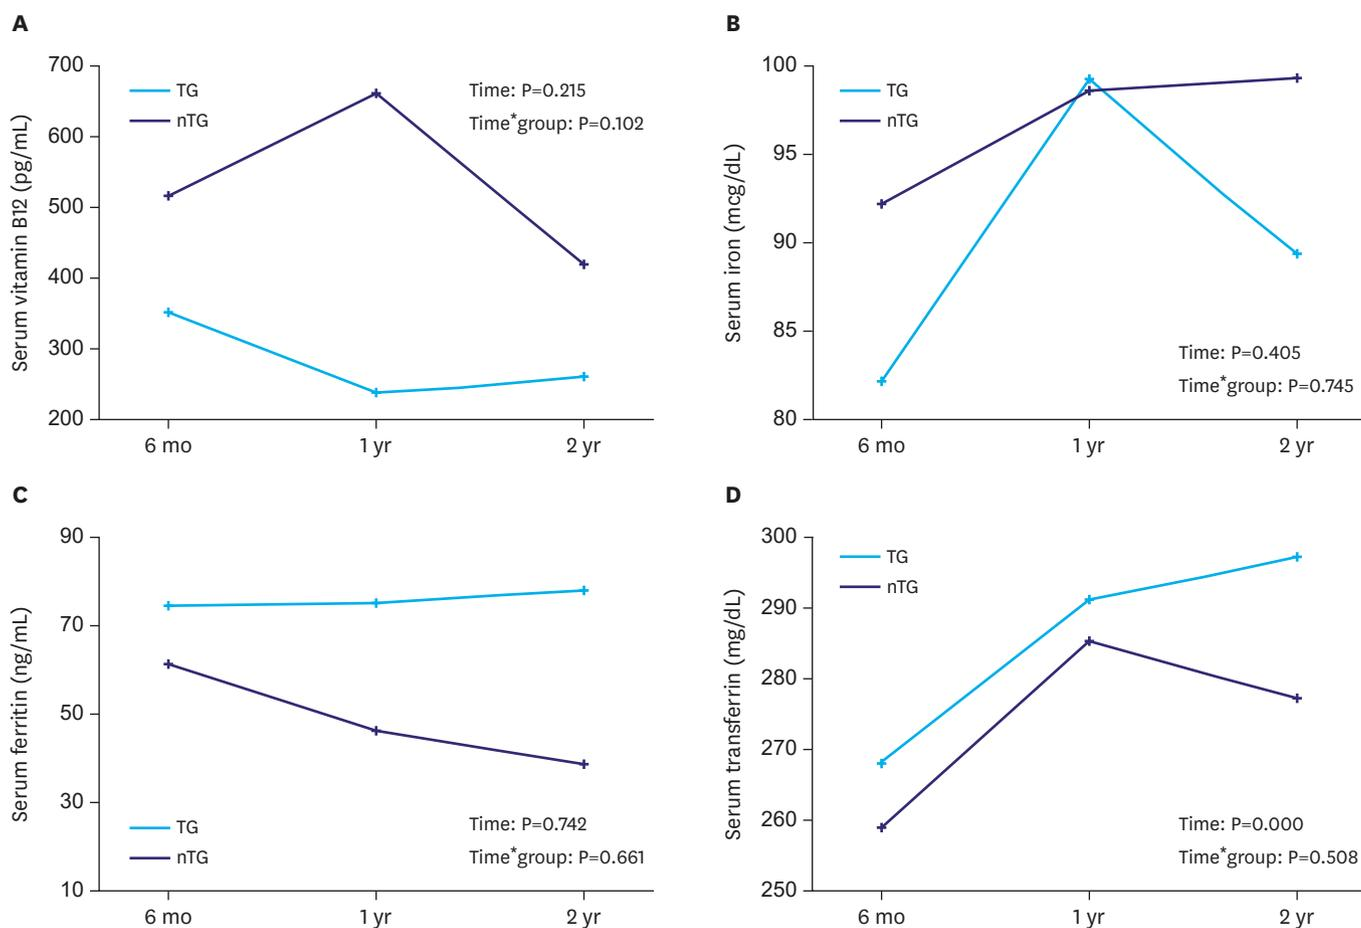 A
Serum vitamin B12 (pg/mL)
700
600
500
400
300
200
TG
nTG
Time: P=0.215
Time*group: P=0.102
6 mo
1 yr
2 yr
B
Serum iron (mcg/dL)
100
95
90
85
80
TG
nTG
Time: P=0.405
Time*group: P=0.745
6 mo
1 yr
2 yr
C
Serum ferritin (ng/mL)
90
70
50
30
10
TG
nTG
Time: P=0.742
Time*group: P=0.661
6 mo
1 yr
2 yr
D
Serum transferrin (mg/dL)
300
290
280
270
260
250
TG
nTG
Time: P=0.000
Time*group: P=0.508
6 mo
1 yr
2 yr